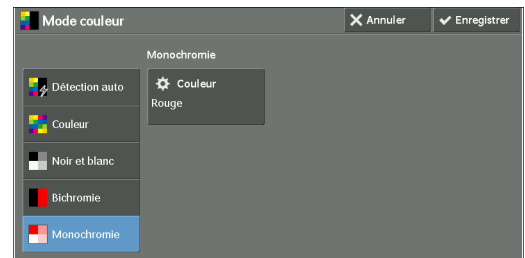 Mode couleur
Annuler
Enregistrer
Monochromie
Détection auto
Couleur
Noir et blanc
Bichromie
Monochromie
Couleur
Rouge